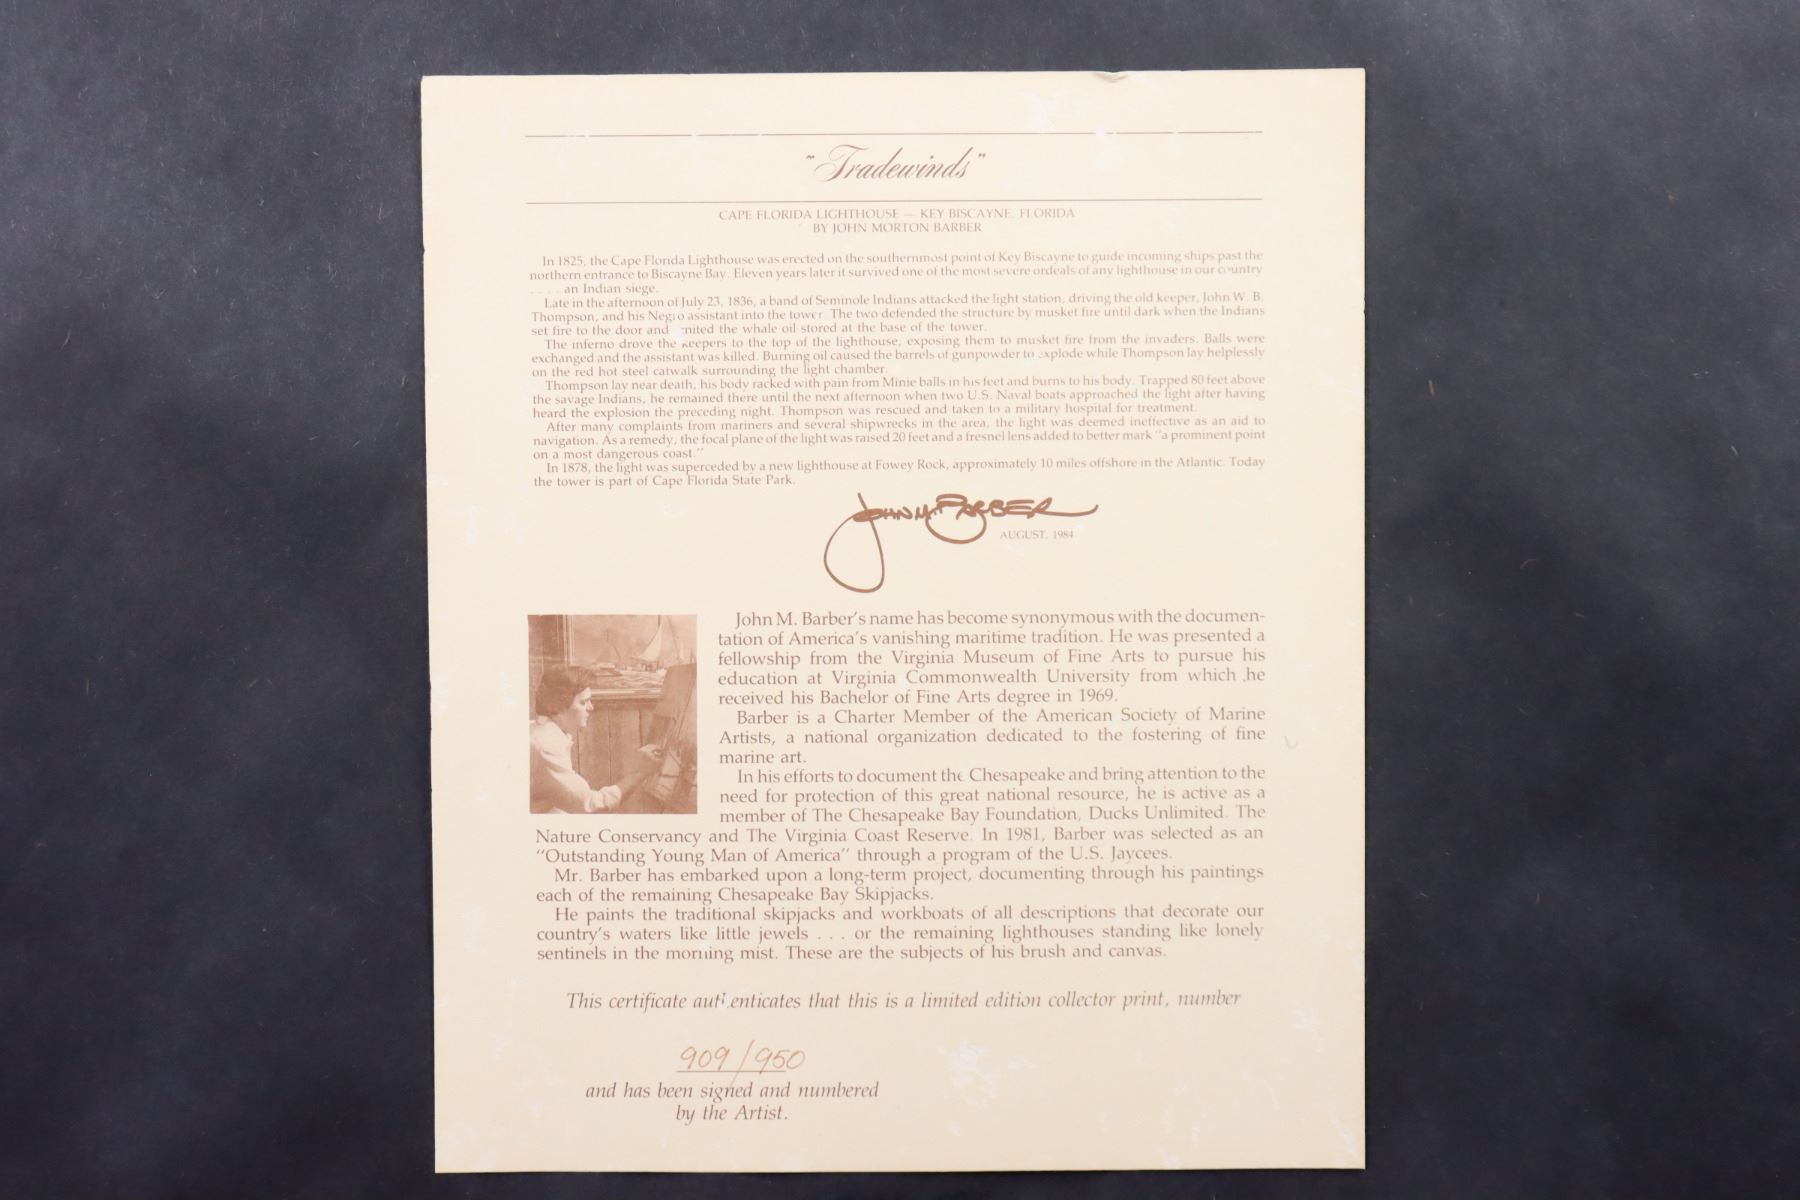 "Tradewinds"
CAPE FLORIDA LIGHTHOUSE — KEY BISCAYNE, FLORIDA
BY JOHN MORTON BARBER
In 1825, the Cape Florida Lighthouse was erected on the southernmost point of Key Biscayne to guide incoming ships past the
northern entrance to Biscayne Bay. Eleven years later it survived one of the most severe ordeals of any lighthouse in our country
. . . . an Indian siege.
Late in the afternoon of July 23, 1836, a band of Seminole Indians attacked the light station, driving the old keeper, John W. B.
Thompson, and his Negro assistant into the tower. The two defended the structure by musket fire until dark when the Indians
set fire to the door and ignited the whale oil stored at the base of the tower.
The inferno drove the keepers to the top of the lighthouse, exposing them to musket fire from the invaders. Balls were
exchanged and the assistant was killed. Burning oil caused the barrels of gunpowder to explode while Thompson lay helplessly
on the red hot steel catwalk surrounding the light chamber.
Thompson lay near death, his body racked with pain from Minie balls in his feet and burns to his body. Trapped 80 feet above
the savage Indians, he remained there until the next afternoon when two U.S. Naval boats approached the light after having
heard the explosion the preceding night. Thompson was rescued and taken to a military hospital for treatment.
After many complaints from mariners and several shipwrecks in the area, the light was deemed ineffective as an aid to
navigation. As a remedy, the focal plane of the light was raised 20 feet and a fresnel lens added to better mark "a prominent point
on a most dangerous coast."
In 1878, the light was superceded by a new lighthouse at Fowey Rock, approximately 10 miles offshore in the Atlantic. Today
the tower is part of Cape Florida State Park.
JOHN M. BARBER
AUGUST, 1984
John M. Barber's name has become synonymous with the documen-
tation of America's vanishing maritime tradition. He was presented a
fellowship from the Virginia Museum of Fine Arts to pursue his
education at Virginia Commonwealth University from which he
received his Bachelor of Fine Arts degree in 1969.
Barber is a Charter Member of the American Society of Marine
Artists, a national organization dedicated to the fostering of fine
marine art.
In his efforts to document the Chesapeake and bring attention to the
need for protection of this great national resource, he is active as a
member of The Chesapeake Bay Foundation, Ducks Unlimited. The
Nature Conservancy and The Virginia Coast Reserve. In 1981, Barber was selected as an
"Outstanding Young Man of America" through a program of the U.S. Jaycees.
Mr. Barber has embarked upon a long-term project, documenting through his paintings
each of the remaining Chesapeake Bay Skipjacks.
He paints the traditional skipjacks and workboats of all descriptions that decorate our
country's waters like little jewels . . . or the remaining lighthouses standing like lonely
sentinels in the morning mist. These are the subjects of his brush and canvas.
This certificate authenticates that this is a limited edition collector print, number
909/950
and has been signed and numbered
by the Artist.